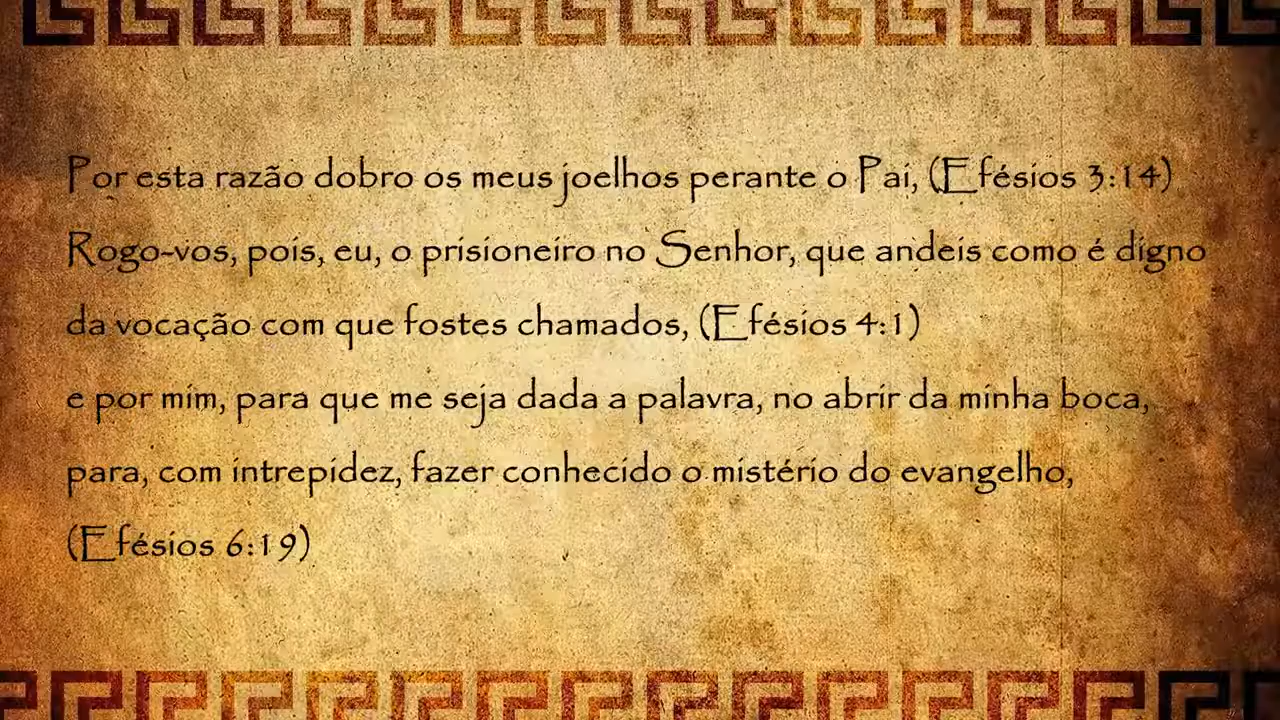 Por esta razão dobro os meus joelhos perante o Pai, (Efésios 3:14)
Rogo-vos, pois, eu, o prisioneiro no Senhor, que andeis como é digno
da vocação com que fostes chamados, (Efésios 4:1)
e por mim, para que me seja dada a palavra, no abrir da minha boca,
para, com intrepidez, fazer conhecido o mistério do evangelho,
(Efésios 6:19)